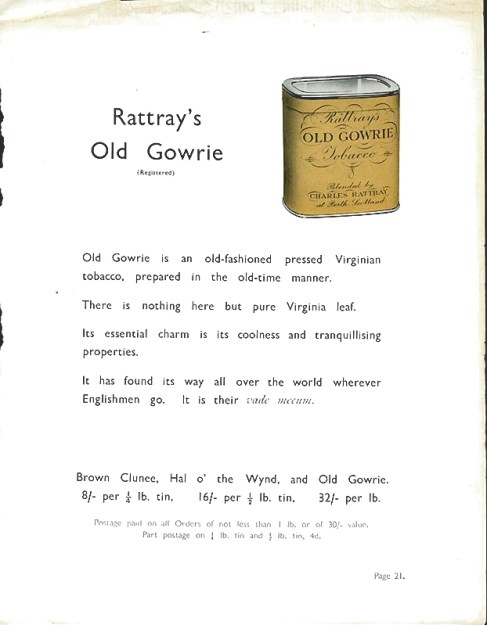 Rattray's
Old Gowrie
(Registered)
Rattray's
OLD GOWRIE
Tobacco
Blended by
CHARLES RATTRAY
at Perth Scotland
Old Gowrie is an old-fashioned pressed Virginian
tobacco, prepared in the old-time manner.
There is nothing here but pure Virginia leaf.
Its essential charm is its coolness and tranquillising
properties.
It has found its way all over the world wherever
Englishmen go. It is their vade mecum.
Brown Clunee, Hal o' the Wynd, and Old Gowrie.
8/- per ¼ lb. tin, 16/- per ½ lb. tin, 32/- per lb.
Postage paid on all Orders of not less than 1 lb. or of 30/- value.
Part postage on ¼ lb. tin and ½ lb. tin, 4d.
Page 21.